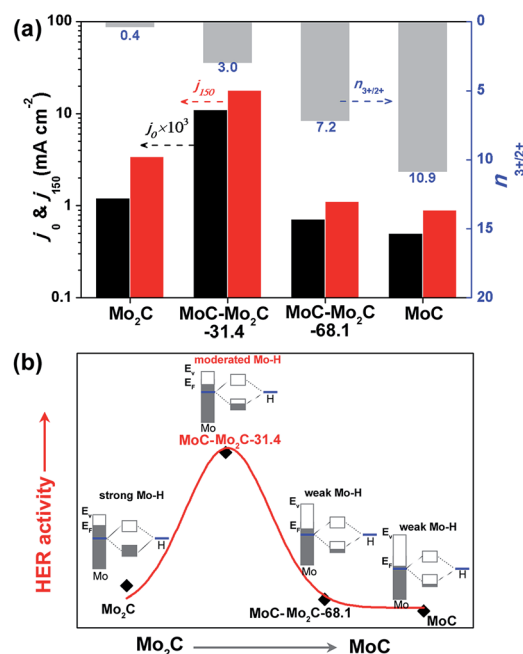 (a)
100
10
1
0.1
j0 & j150 (mA cm⁻²)
0
5
10
15
20
n3+/2+
0.4
3.0
7.2
10.9
j150
j0×10³
n3+/2+
Mo₂C
MoC-Mo₂C
-31.4
MoC-Mo₂C
-68.1
MoC
(b)
HER activity
moderated Mo-H
Ev
EF
H
Mo
MoC-Mo₂C-31.4
strong Mo-H
Ev
EF
H
Mo
Mo₂C
weak Mo-H
Ev
EF
H
Mo
MoC-Mo₂C-68.1
weak Mo-H
Ev
EF
H
Mo
MoC
Mo₂C
MoC